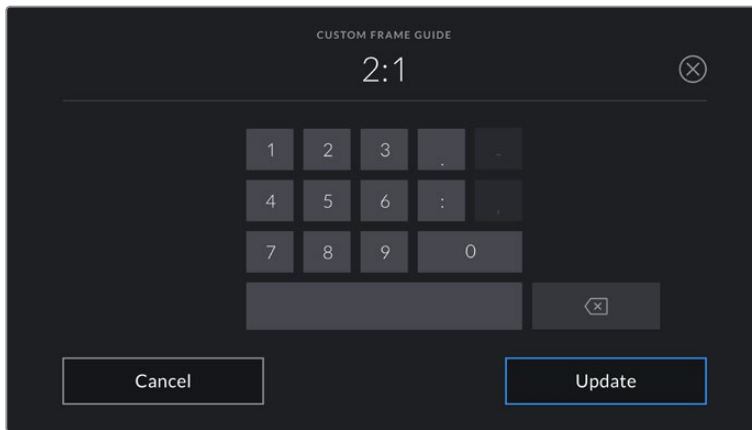 CUSTOM FRAME GUIDE
2:1
1 2 3 . -
4 5 6 : ,
7 8 9 0
Cancel Update